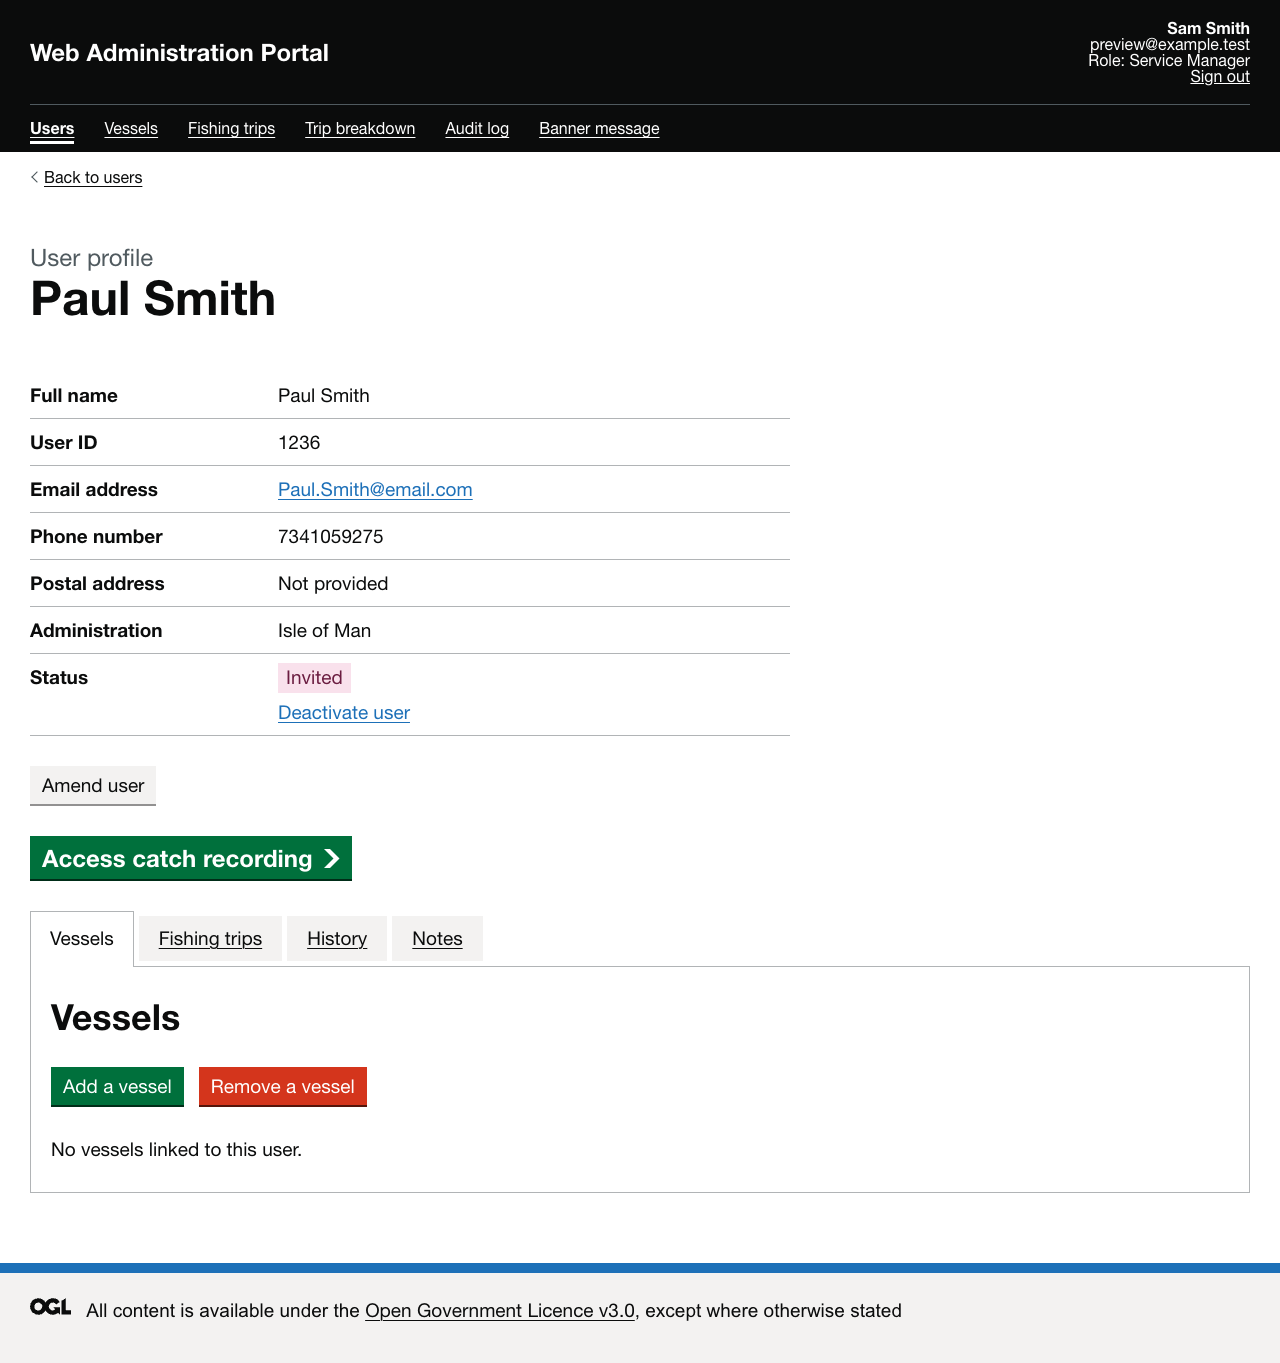 Web Administration Portal
Sam Smith
preview@example.test
Role: Service Manager
Sign out
Users Vessels Fishing trips Trip breakdown Audit log Banner message
Back to users
User profile
Paul Smith
Full name Paul Smith
User ID 1236
Email address Paul.Smith@email.com
Phone number 7341059275
Postal address Not provided
Administration Isle of Man
Status Invited
Deactivate user
Amend user
Access catch recording
Vessels Fishing trips History Notes
Vessels
Add a vessel Remove a vessel
No vessels linked to this user.
OGL All content is available under the Open Government Licence v3.0, except where otherwise stated